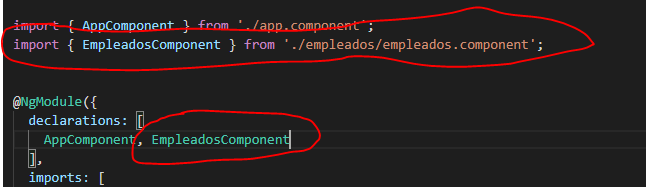 import { AppComponent } from './app.component';
import { EmpleadosComponent } from './empleados/empleados.component';
@NgModule({
declarations: [
AppComponent, EmpleadosComponent
],
imports: [